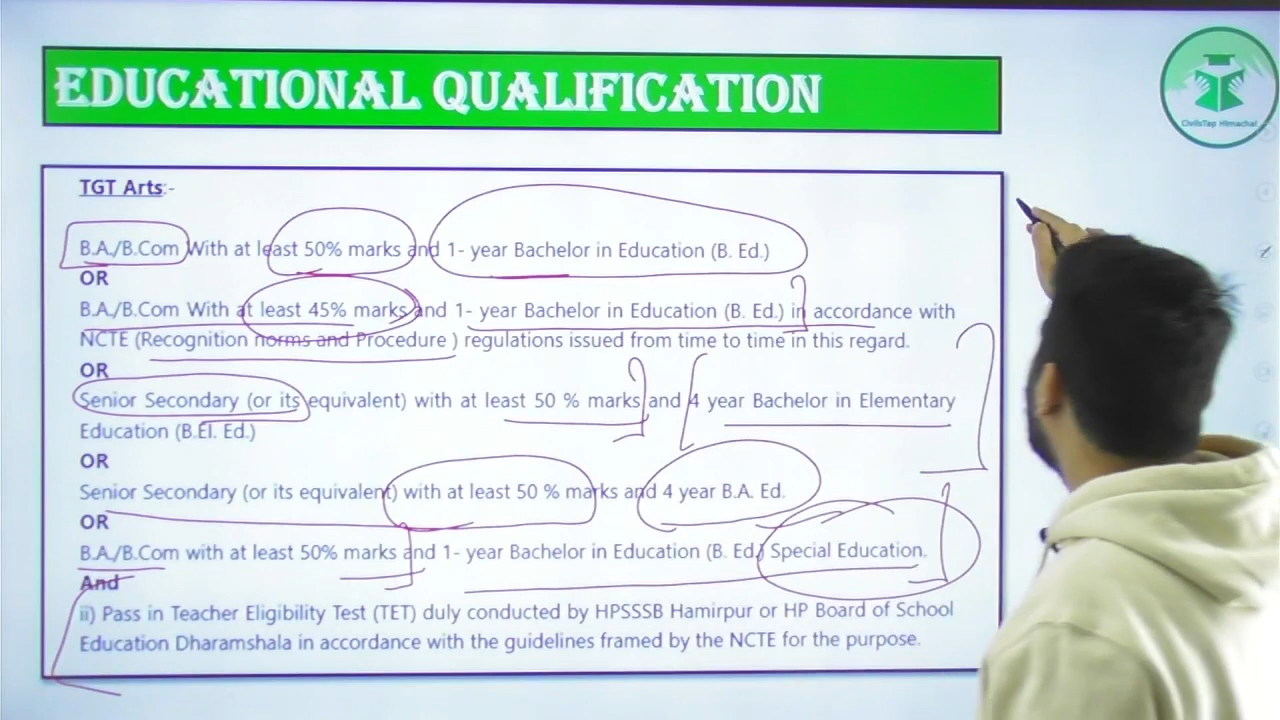 EDUCATIONAL QUALIFICATION
CivilsTap Himachal
TGT Arts:-
B.A./B.Com With at least 50% marks and 1- year Bachelor in Education (B. Ed.)
OR
B.A./B.Com With at least 45% marks and 1- year Bachelor in Education (B. Ed.) in accordance with
NCTE (Recognition norms and Procedure ) regulations issued from time to time in this regard.
OR
Senior Secondary (or its equivalent) with at least 50 % marks and 4 year Bachelor in Elementary
Education (B.El. Ed.)
OR
Senior Secondary (or its equivalent) with at least 50 % marks and 4 year B.A. Ed.
OR
B.A./B.Com with at least 50% marks and 1- year Bachelor in Education (B. Ed.) Special Education.
And
ii) Pass in Teacher Eligibility Test (TET) duly conducted by HPSSSB Hamirpur or HP Board of School
Education Dharamshala in accordance with the guidelines framed by the NCTE for the purpose.